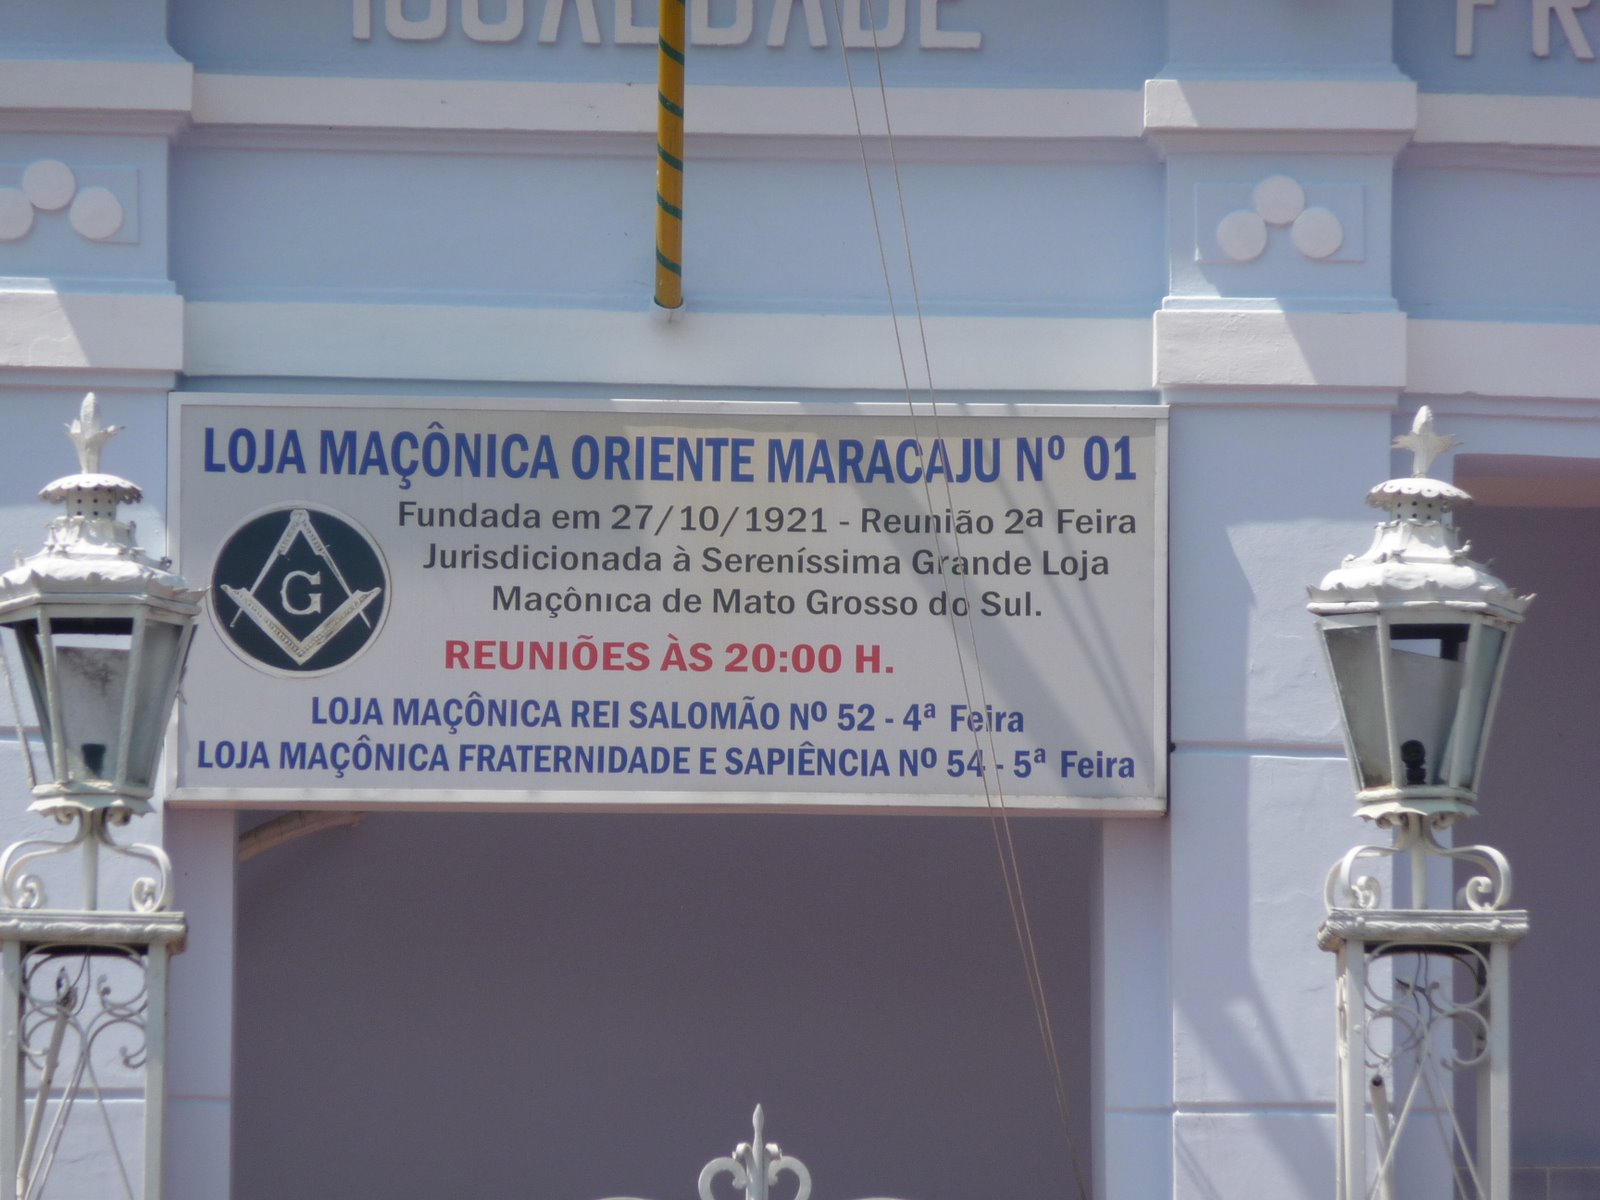 IGUALDADE
FR
LOJA MAÇÔNICA ORIENTE MARACAJU Nº 01
Fundada em 27/10/1921 - Reunião 2ª Feira
Jurisdicionada à Sereníssima Grande Loja
Maçônica de Mato Grosso do Sul.
G
REUNIÕES ÀS 20:00 H.
LOJA MAÇÔNICA REI SALOMÃO Nº 52 - 4ª Feira
LOJA MAÇÔNICA FRATERNIDADE E SAPIÊNCIA Nº 54 - 5ª Feira